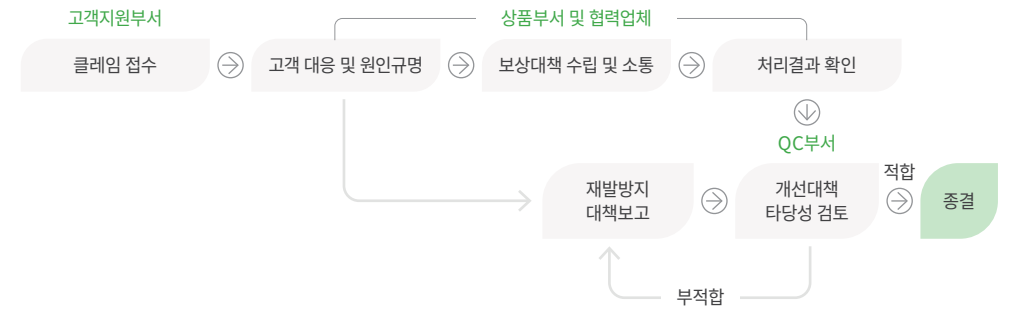 고객지원부서
상품부서 및 협력업체
클레임 접수
고객 대응 및 원인규명
보상대책 수립 및 소통
처리결과 확인
QC부서
재발방지
대책보고
개선대책
타당성 검토
적합
종결
부적합